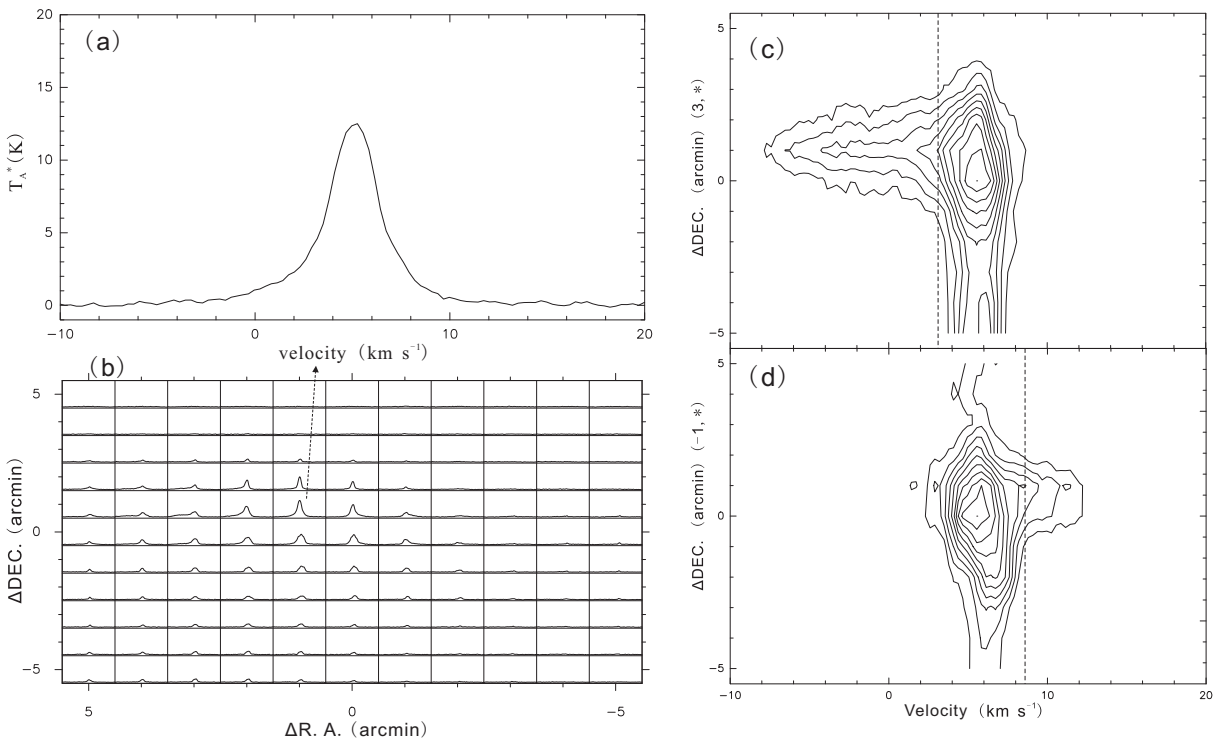 (a)
20
15
10
5
0
T_A* (K)
-10 0 10 20
velocity (km s⁻¹)
(b)
5
0
-5
ΔDEC. (arcmin)
5 0 -5
ΔR. A. (arcmin)
(c)
5
0
-5
ΔDEC. (arcmin) (3, *)
(d)
5
0
-5
ΔDEC. (arcmin) (-1, *)
-10 0 10 20
Velocity (km s⁻¹)